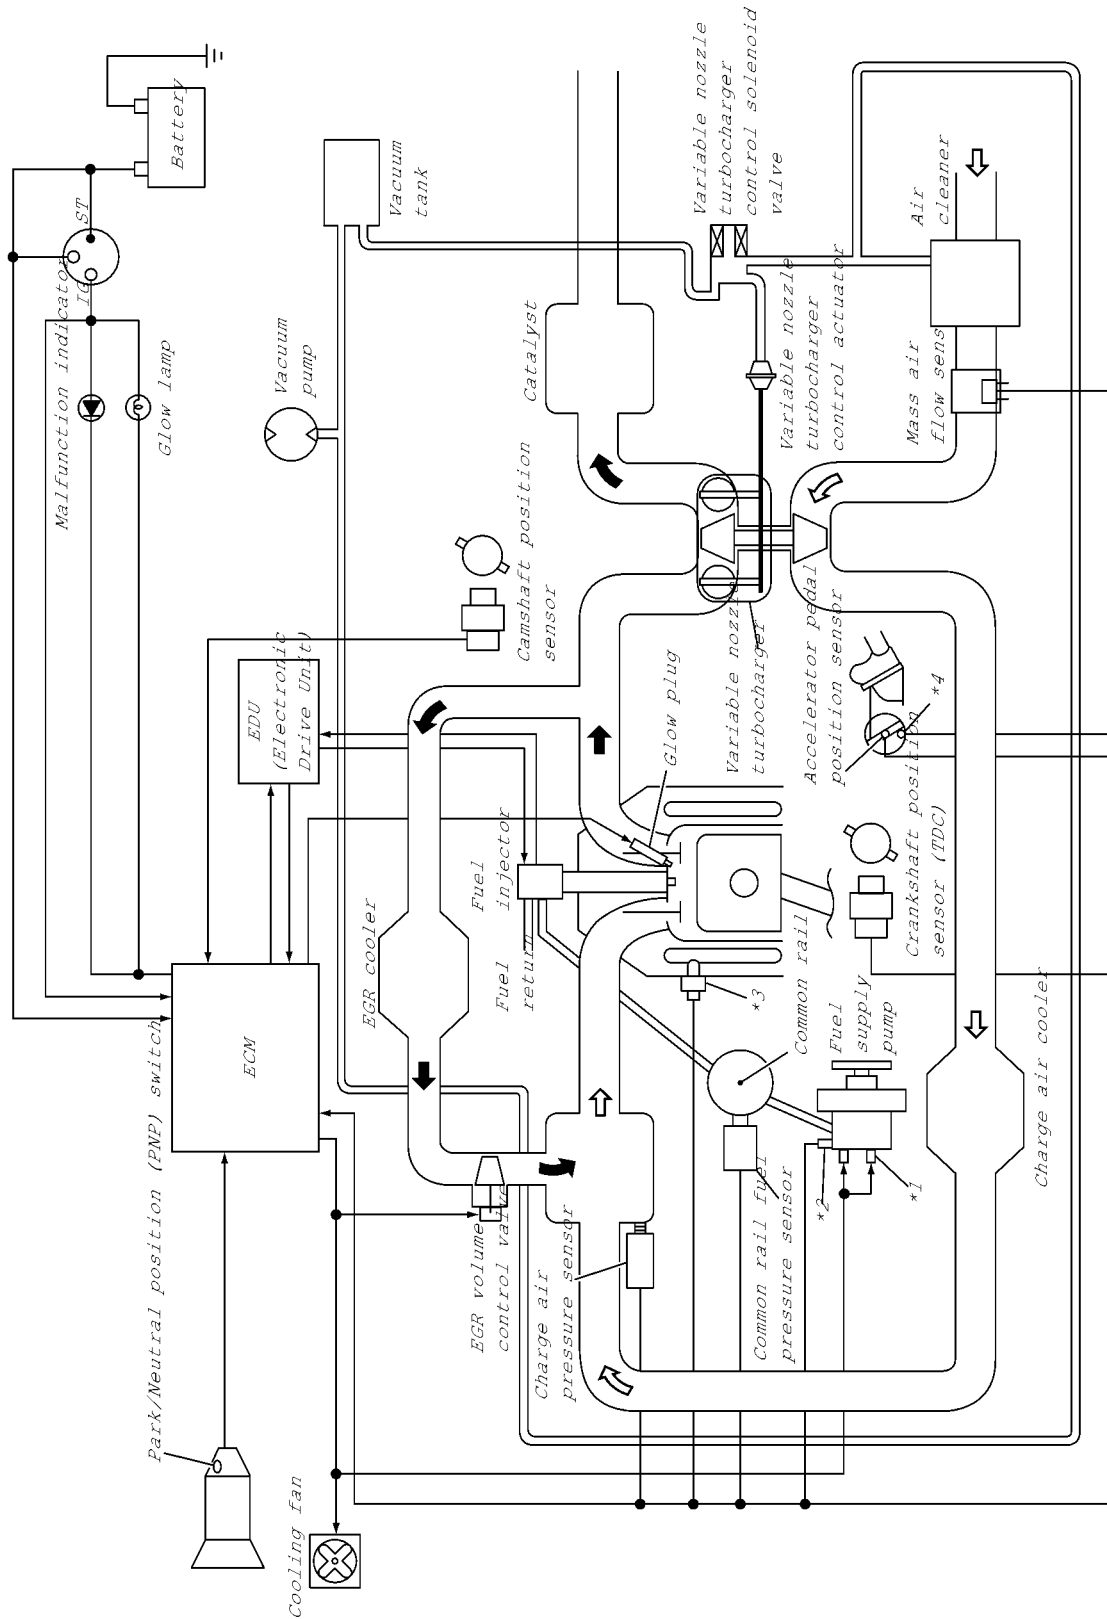 Battery
ST
IG
Malfunction indicator
Glow lamp
Vacuum
tank
Vacuum
pump
Variable nozzle
turbocharger
control solenoid
valve
Air
cleaner
Catalyst
Variable nozzle
turbocharger
control actuator
Mass air
flow sens
Camshaft position
sensor
EDU
(Electronic
Drive Unit)
Glow plug
Variable nozzle
turbocharger
Accelerator pedal
position sensor
*4
Crankshaft position
sensor (TDC)
Fuel
injector
Fuel
return
EGR cooler
ECM
*3
Common rail
Fuel
supply
pump
*2
*1
Charge air cooler
Park/Neutral position (PNP) switch
EGR volume
control valve
Charge air
pressure sensor
Common rail fuel
pressure sensor
Cooling fan